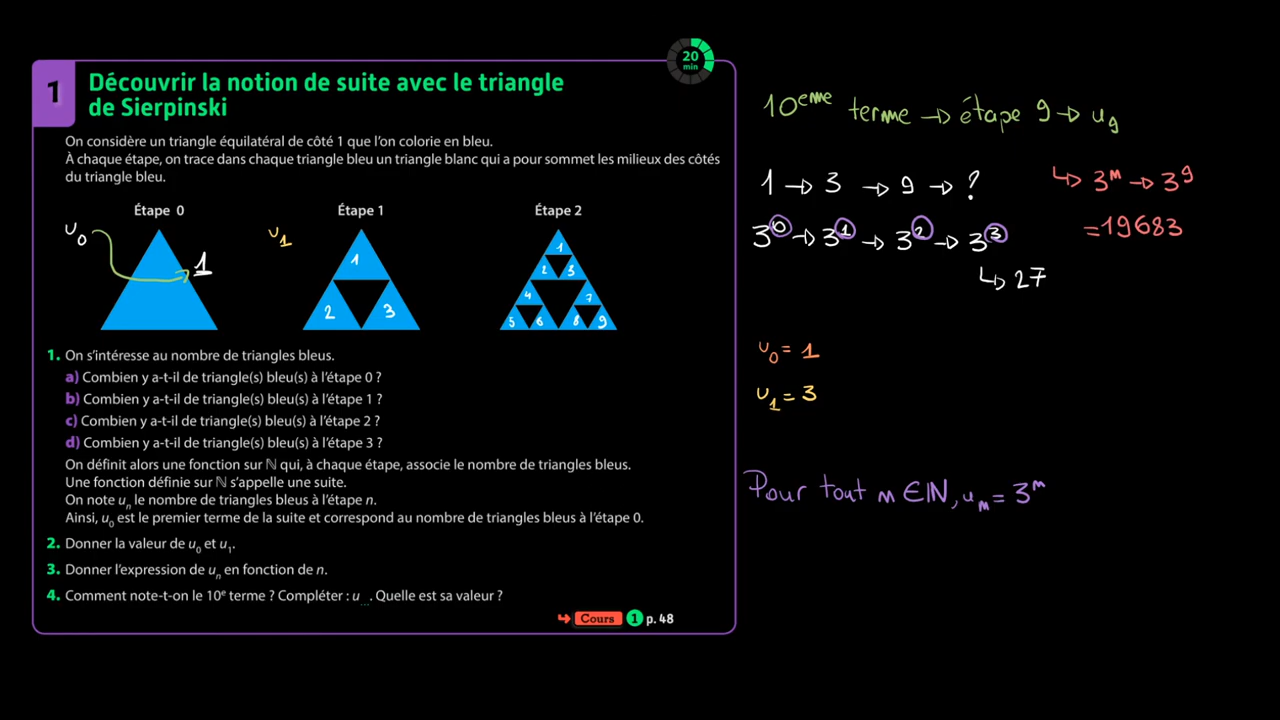 20
min
1
Découvrir la notion de suite avec le triangle
de Sierpinski
On considère un triangle équilatéral de côté 1 que l'on colorie en bleu.
À chaque étape, on trace dans chaque triangle bleu un triangle blanc qui a pour sommet les milieux des côtés
du triangle bleu.
Étape 0
Étape 1
Étape 2
u₀
1
u₁
1
2
3
1
2 3
4 7
5 6 8 9
1. On s'intéresse au nombre de triangles bleus.
a) Combien y a-t-il de triangle(s) bleu(s) à l'étape 0 ?
b) Combien y a-t-il de triangle(s) bleu(s) à l'étape 1 ?
c) Combien y a-t-il de triangle(s) bleu(s) à l'étape 2 ?
d) Combien y a-t-il de triangle(s) bleu(s) à l'étape 3 ?
On définit alors une fonction sur ℕ qui, à chaque étape, associe le nombre de triangles bleus.
Une fonction définie sur ℕ s'appelle une suite.
On note uₙ le nombre de triangles bleus à l'étape n.
Ainsi, u₀ est le premier terme de la suite et correspond au nombre de triangles bleus à l'étape 0.
2. Donner la valeur de u₀ et u₁.
3. Donner l'expression de uₙ en fonction de n.
4. Comment note-t-on le 10ᵉ terme ? Compléter : u... . Quelle est sa valeur ?
Cours 1 p. 48
10ᵉᵐᵉ terme → étape 9 → u₉
1 → 3 → 9 → ?
3⁰ → 3¹ → 3² → 3³
↳ 27
↳ 3ⁿ → 3⁹
= 19683
u₀ = 1
u₁ = 3
Pour tout n ∈ ℕ, uₙ = 3ⁿ